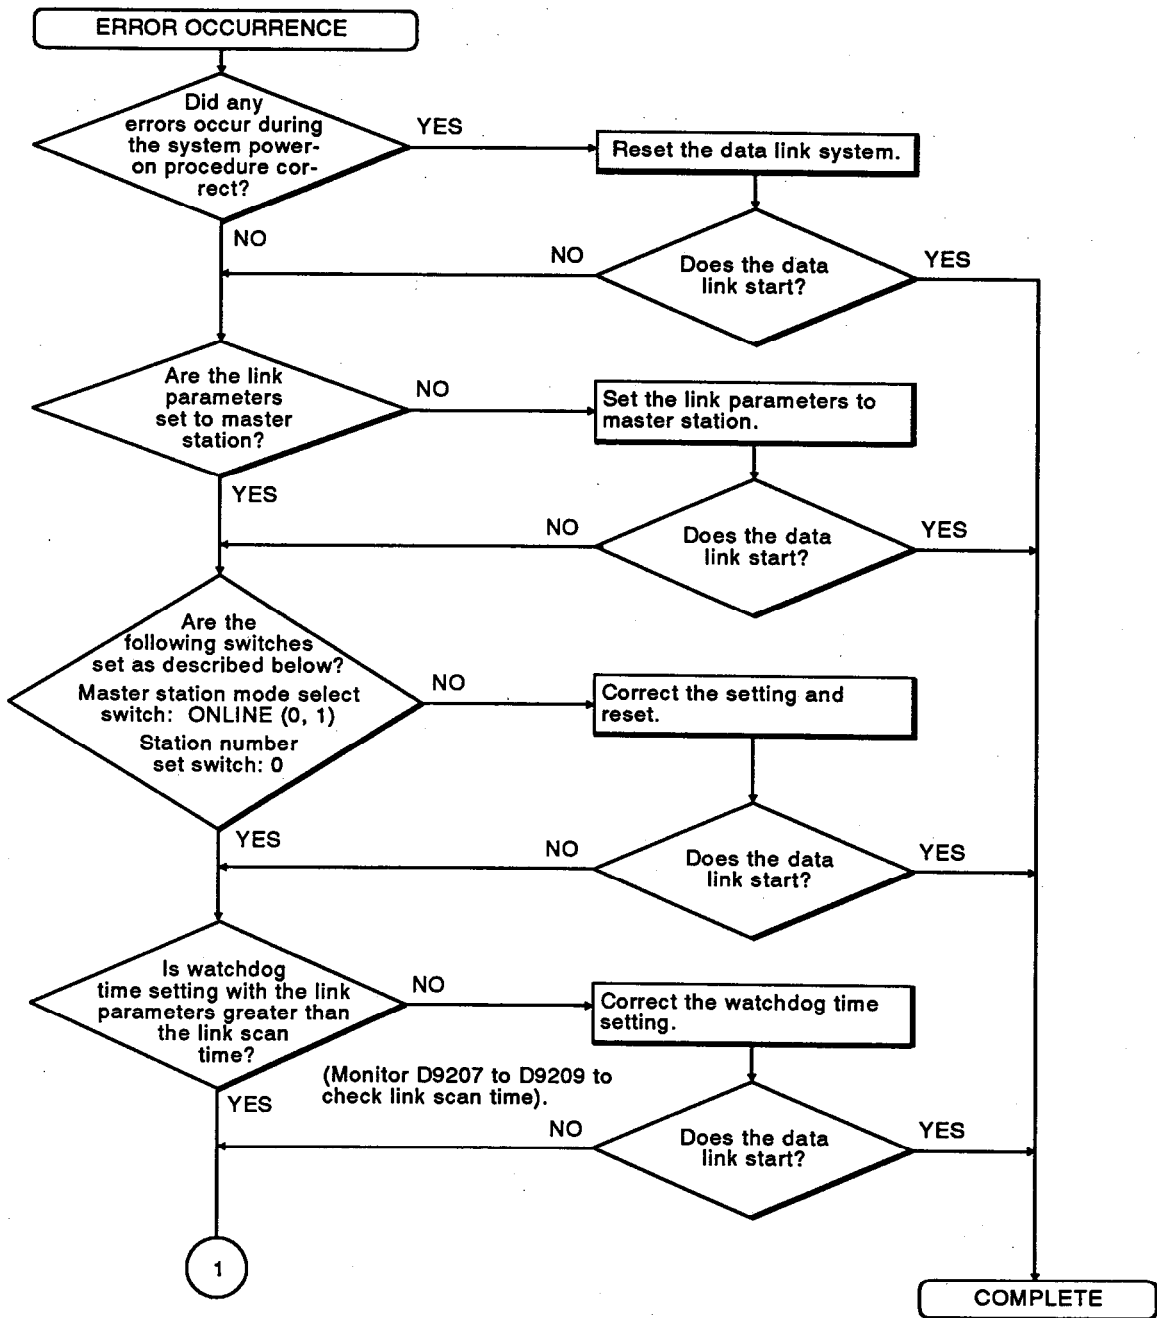 ERROR OCCURRENCE
Did any
errors occur during
the system power-
on procedure cor-
rect?
YES
Reset the data link system.
NO
NO
Does the data
link start?
YES
Are the link
parameters
set to master
station?
NO
Set the link parameters to
master station.
YES
NO
Does the data
link start?
YES
Are the
following switches
set as described below?
Master station mode select
switch: ONLINE (0, 1)
Station number
set switch: 0
NO
Correct the setting and
reset.
YES
NO
Does the data
link start?
YES
Is watchdog
time setting with the link
parameters greater than
the link scan
time?
NO
Correct the watchdog time
setting.
(Monitor D9207 to D9209 to
check link scan time).
YES
NO
Does the data
link start?
YES
1
COMPLETE